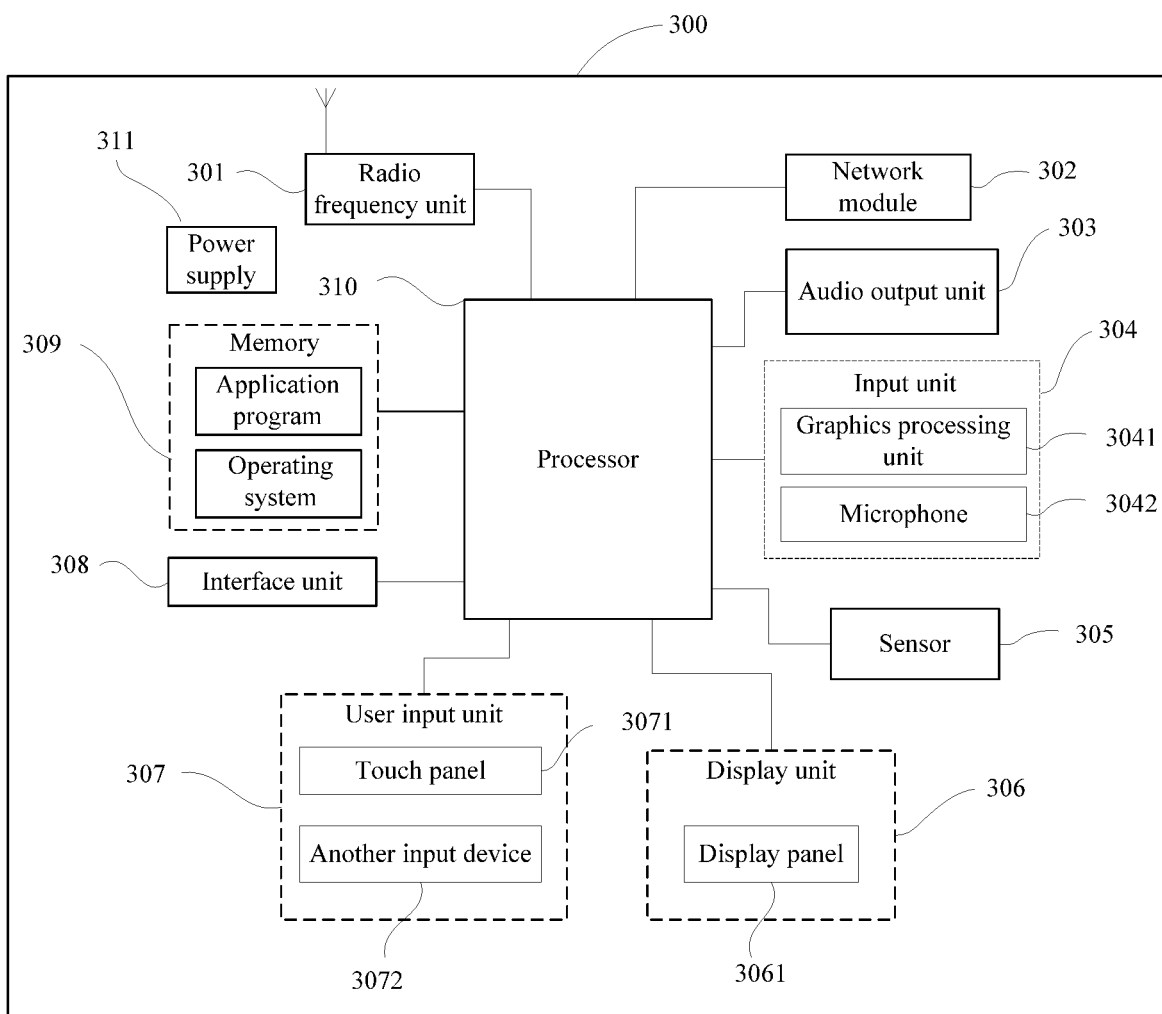 300
311
301
Radio
frequency unit
Network
module
302
Power
supply
303
Audio output unit
310
309
Memory
Application
program
Operating
system
Processor
304
Input unit
Graphics processing
unit
3041
Microphone
3042
308
Interface unit
Sensor
305
User input unit
3071
Touch panel
307
Another input device
3072
Display unit
306
Display panel
3061